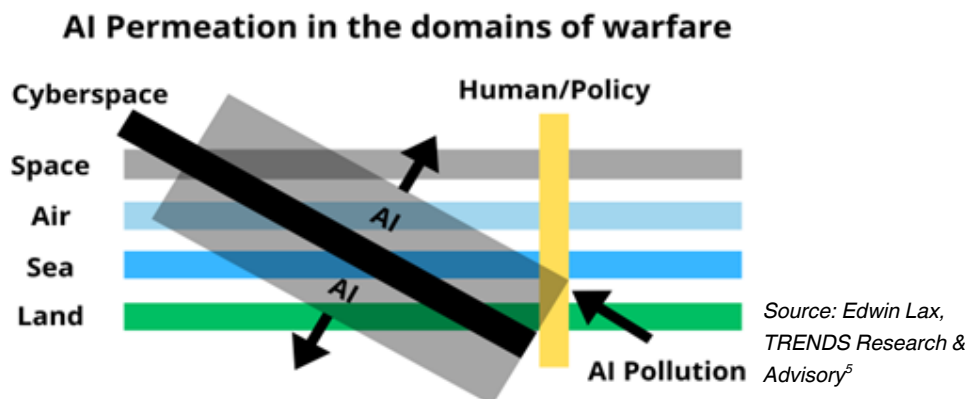 AI Permeation in the domains of warfare
Cyberspace
Human/Policy
Space
Air
AI
Sea
AI
Land
AI Pollution
Source: Edwin Lax,
TRENDS Research &
Advisory⁵